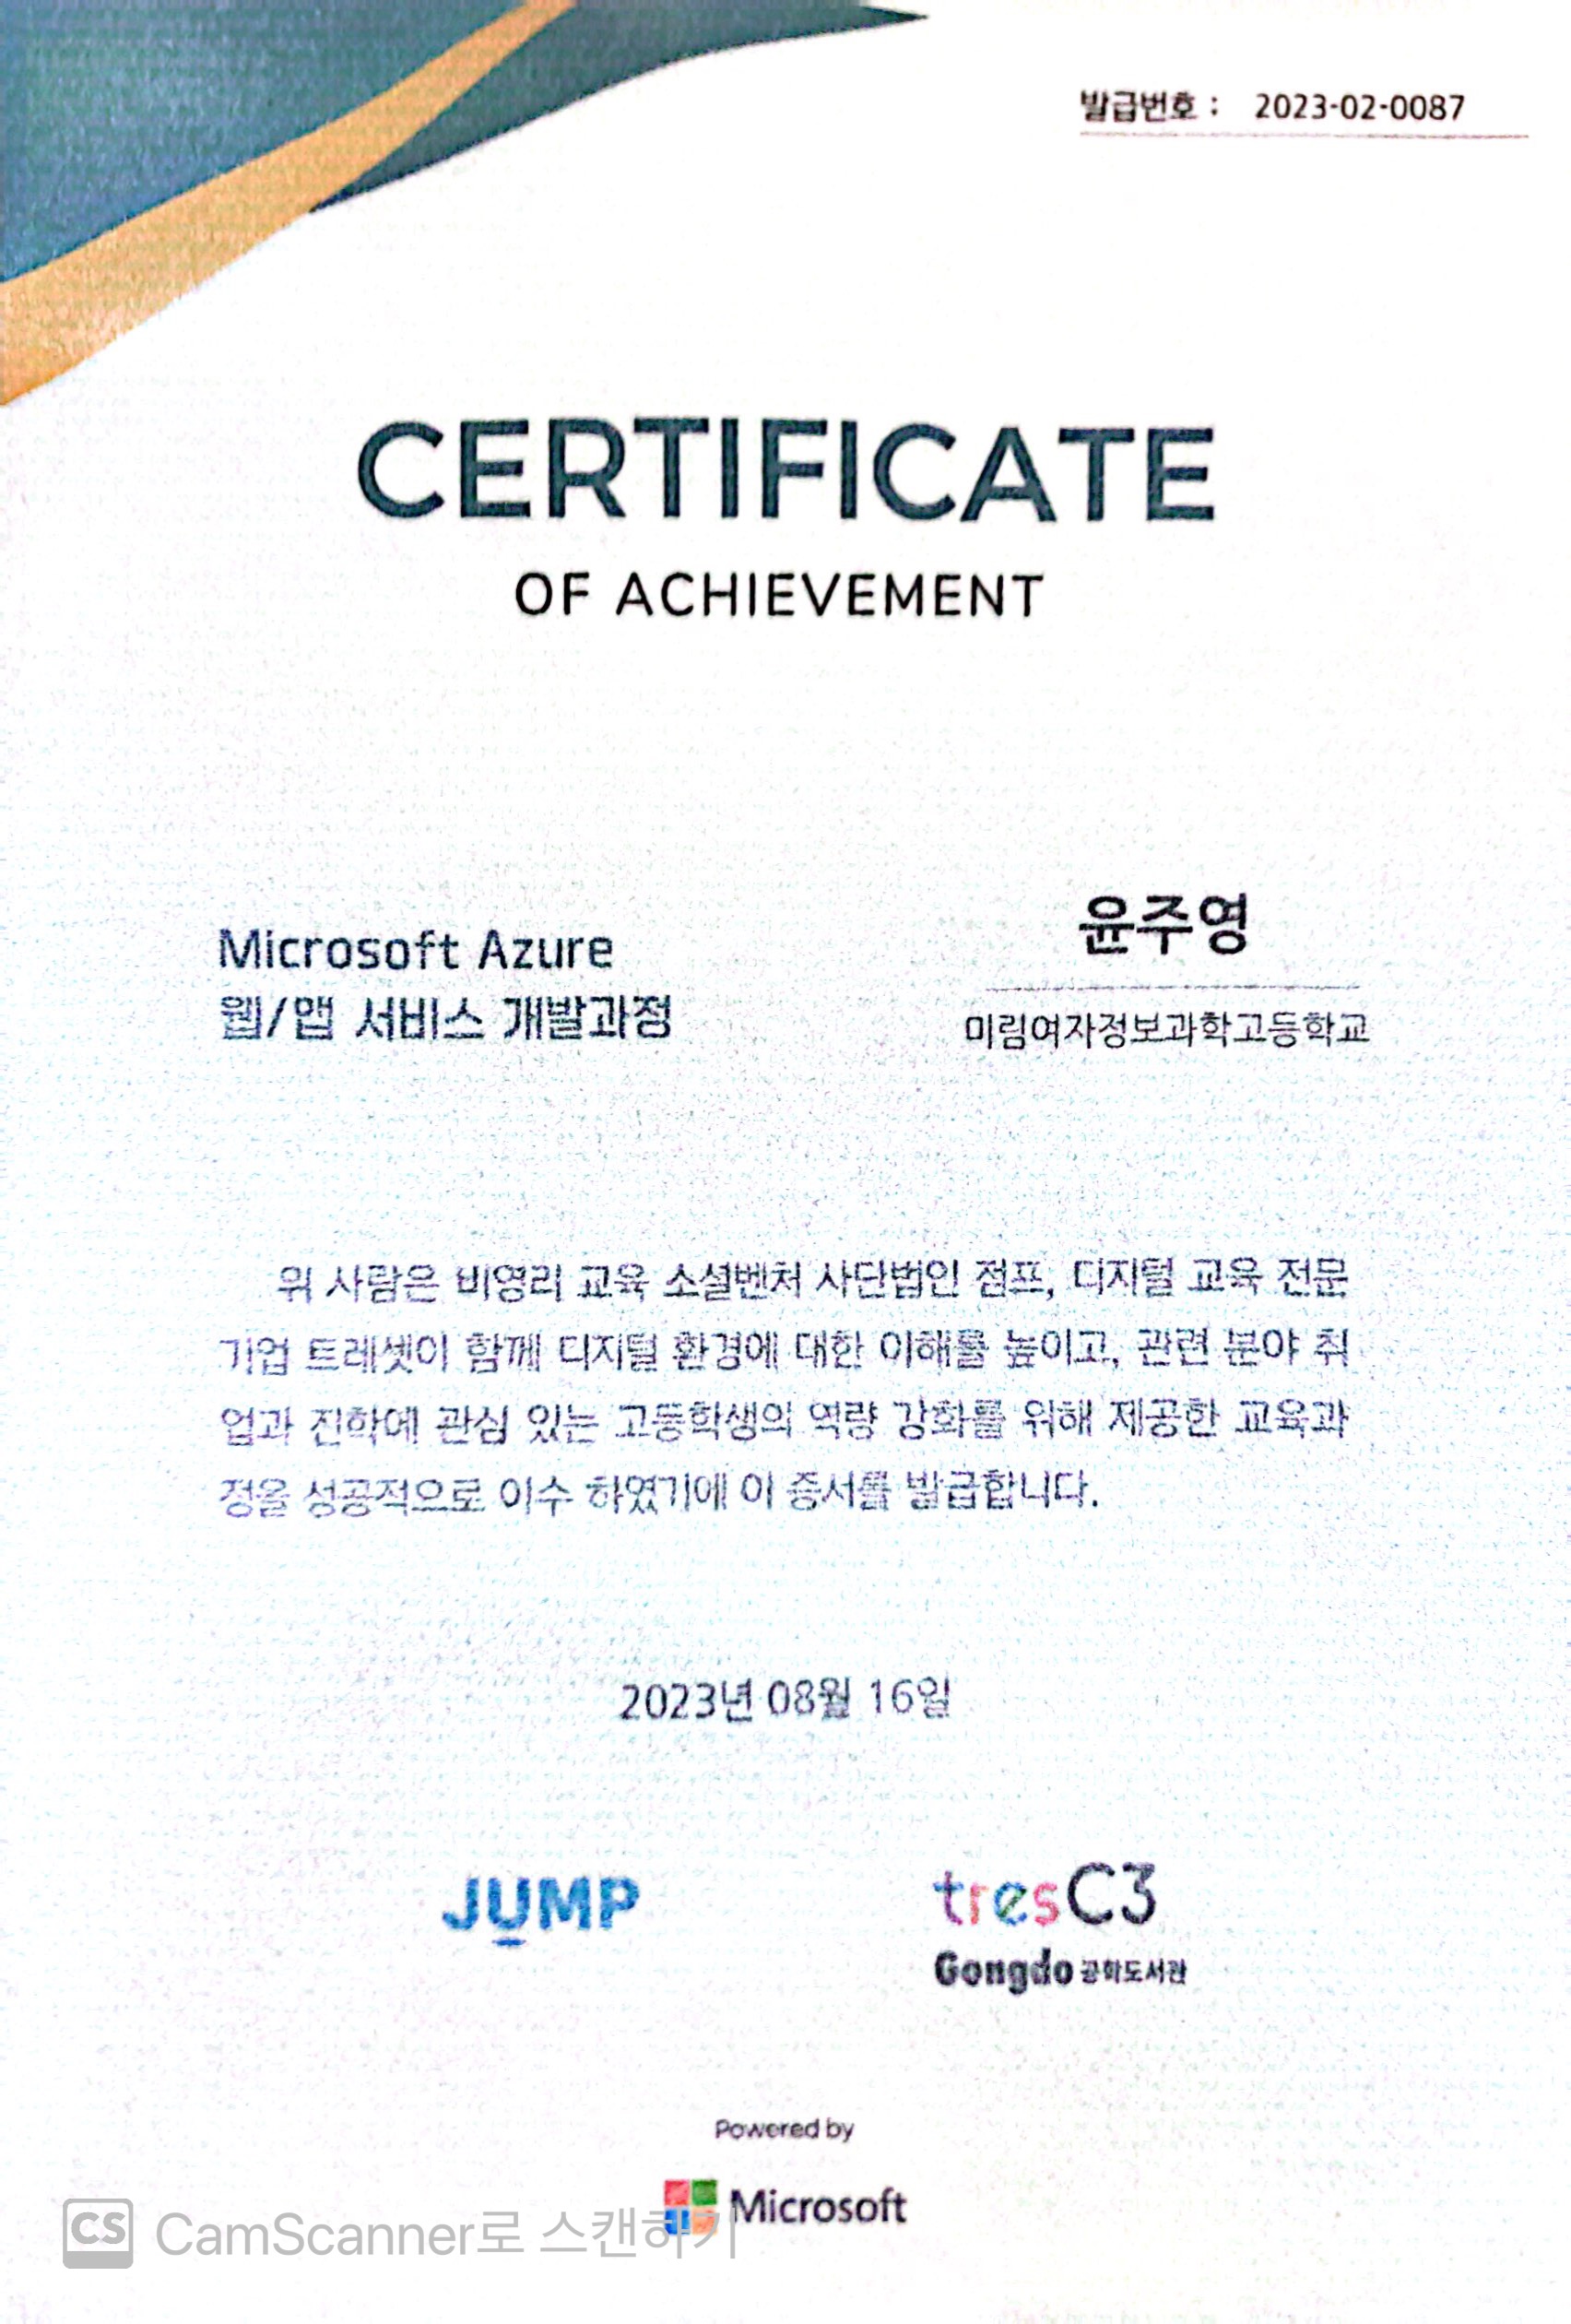 발급번호 : 2023-02-0087
CERTIFICATE
OF ACHIEVEMENT
Microsoft Azure
웹/앱 서비스 개발과정
윤주영
미림여자정보과학고등학교
위 사람은 비영리 교육 소셜벤처 사단법인 점프, 디지털 교육 전문
기업 트레셋이 함께 디지털 환경에 대한 이해를 높이고, 관련 분야 취
업과 진학에 관심 있는 고등학생의 역량 강화를 위해 제공한 교육과
정을 성공적으로 이수 하였기에 이 증서를 발급합니다.
2023년 08월 16일
JUMP
tresC3
Gongdo 공학도서관
Powered by
Microsoft
CS CamScanner로 스캔하기